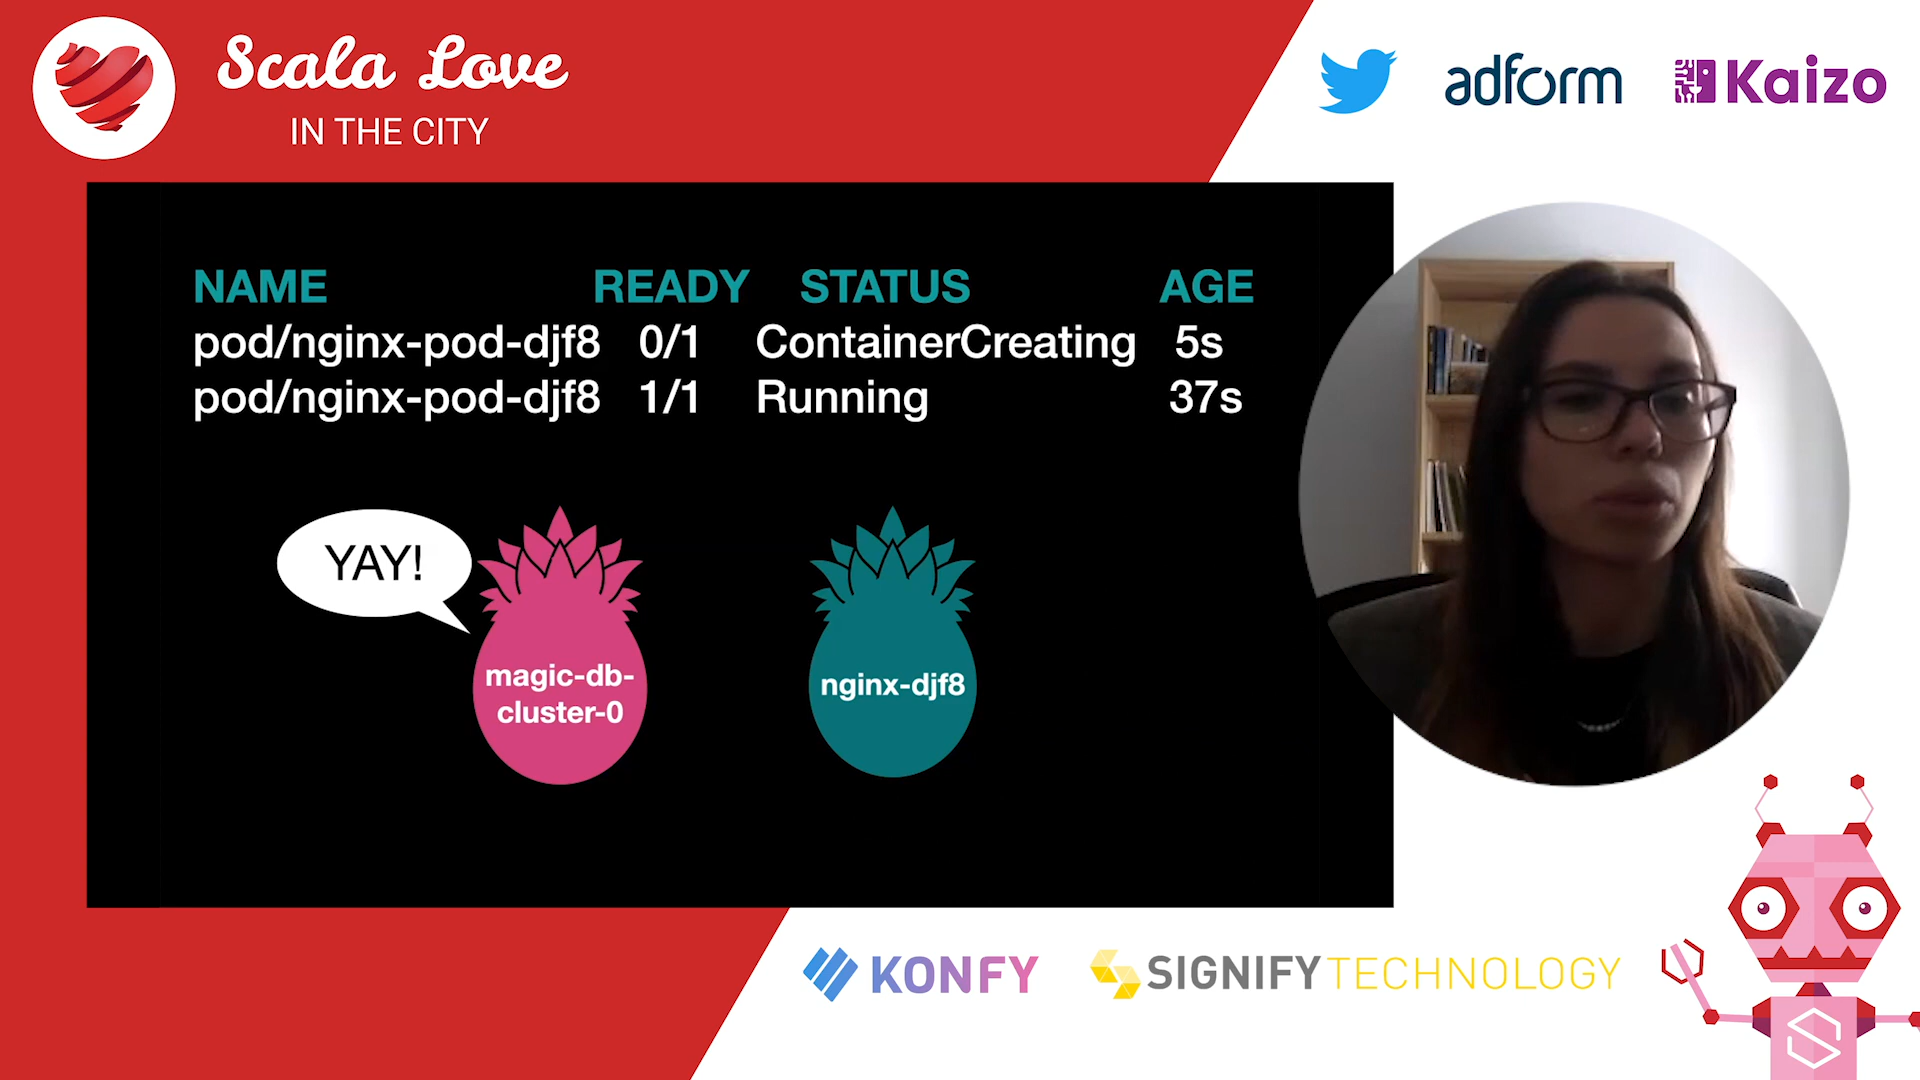 Scala Love
IN THE CITY
adform
Kaizo
NAME READY STATUS AGE
pod/nginx-pod-djf8 0/1 ContainerCreating 5s
pod/nginx-pod-djf8 1/1 Running 37s
YAY!
magic-db-
cluster-0
nginx-djf8
KONFY
SIGNIFY TECHNOLOGY